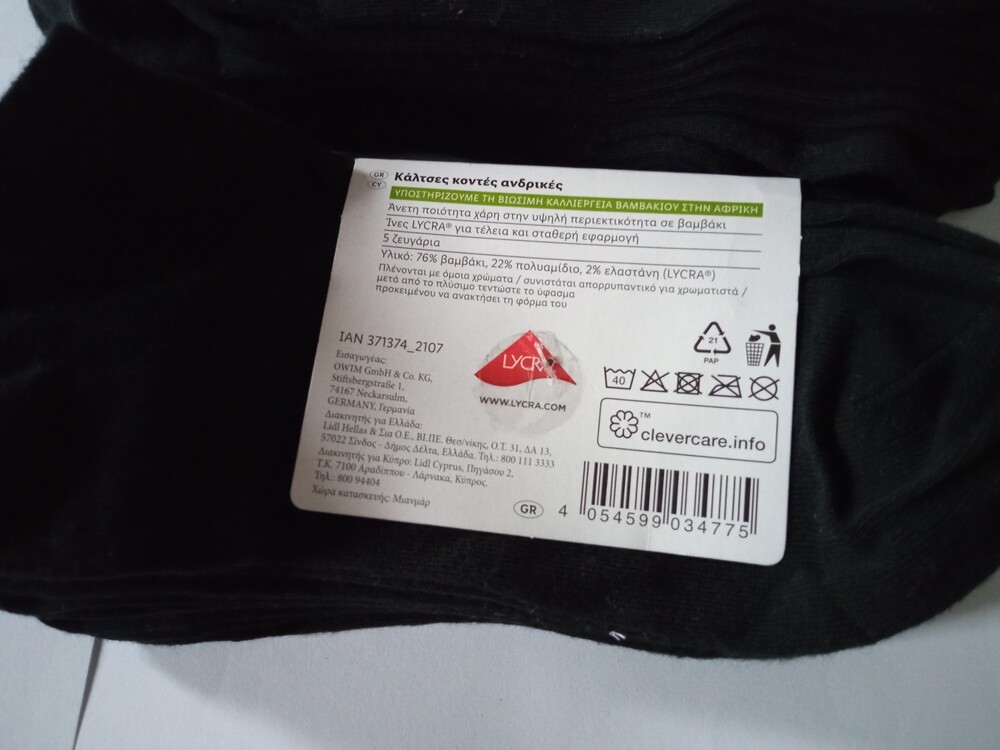 GR
CY
Κάλτσες κοντές ανδρικές
ΥΠΟΣΤΗΡΙΖΟΥΜΕ ΤΗ ΒΙΩΣΙΜΗ ΚΑΛΛΙΕΡΓΕΙΑ ΒΑΜΒΑΚΙΟΥ ΣΤΗΝ ΑΦΡΙΚΗ
Άνετη ποιότητα χάρη στην υψηλή περιεκτικότητα σε βαμβάκι
Ίνες LYCRA® για τέλεια και σταθερή εφαρμογή
5 ζευγάρια
Υλικό: 76% βαμβάκι, 22% πολυαμίδιο, 2% ελαστάνη (LYCRA®)
Πλένονται με όμοια χρώματα / συνιστάται απορρυπαντικό για χρωματιστά /
μετά από το πλύσιμο τεντώστε το ύφασμα
προκειμένου να ανακτήσει τη φόρμα του
IAN 371374_2107
Εισαγωγέας:
OWIM GmbH & Co. KG,
Stiftsbergstraße 1,
74167 Neckarsulm,
GERMANY, Γερμανία
Διακινητής για Ελλάδα:
Lidl Hellas & Σια Ο.Ε., ΒΙ.ΠΕ. Θεσ/νίκης, Ο.Τ. 31, ΔΑ 13,
57022 Σίνδος - Δήμος Δέλτα, Ελλάδα. Τηλ.: 800 111 3333
Διακινητής για Κύπρο: Lidl Cyprus, Πηγάσου 2,
Τ.Κ. 7100 Αραδίππου - Λάρνακα, Κύπρος.
Τηλ.: 800 94404
Χώρα κατασκευής: Μιανμάρ
LYCRA
WWW.LYCRA.COM
21
PAP
40
™
clevercare.info
GR
4 054599 034775